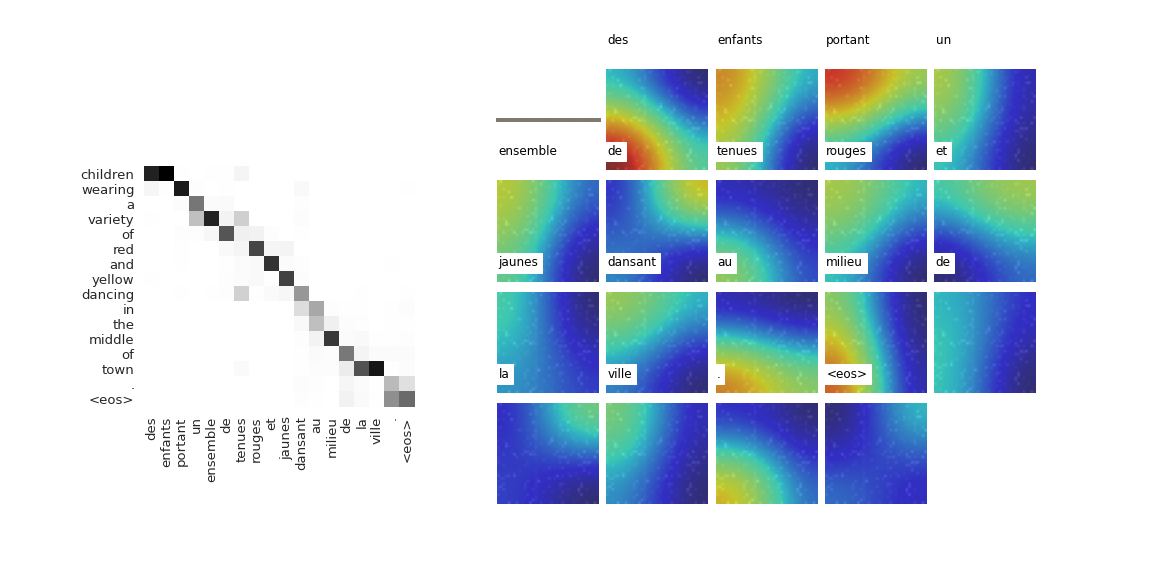 children
wearing
a
variety
of
red
and
yellow
dancing
in
the
middle
of
town
.
<eos>
des
enfants
portant
un
ensemble
de
tenues
rouges
et
jaunes
dansant
au
milieu
de
la
ville
.
<eos>
des enfants portant un
ensemble de tenues rouges et
jaunes dansant au milieu de
la ville . <eos>